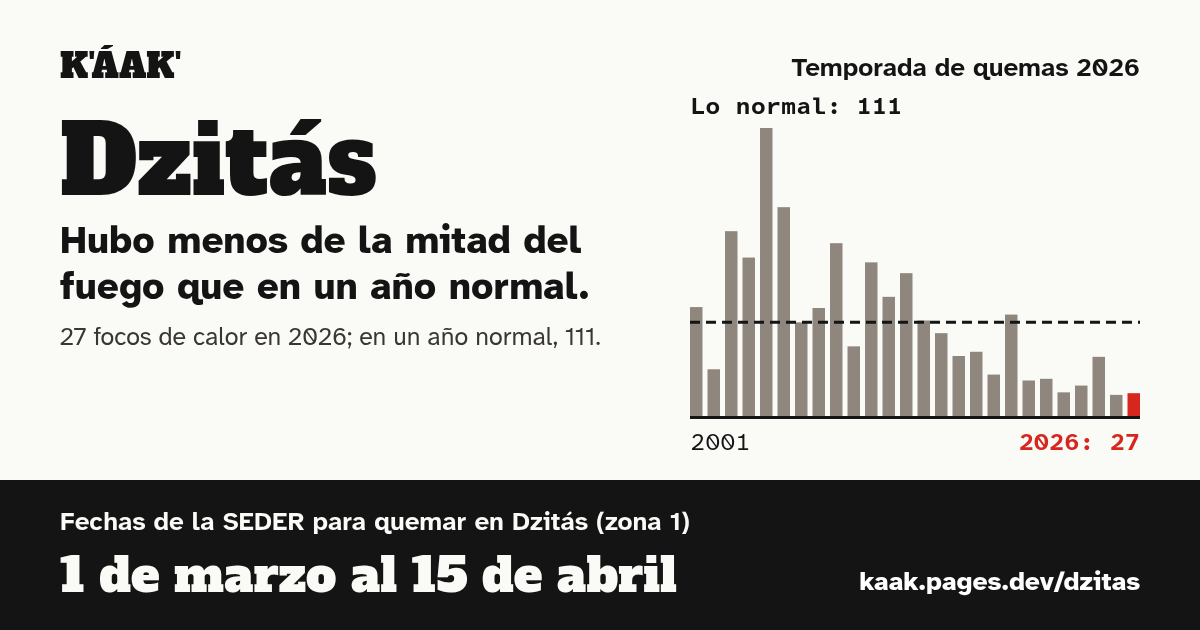 K'ÁAK'
Dzitás
Hubo menos de la mitad del
fuego que en un año normal.
27 focos de calor en 2026; en un año normal, 111.
Temporada de quemas 2026
Lo normal: 111
2001
2026: 27
Fechas de la SEDER para quemar en Dzitás (zona 1)
1 de marzo al 15 de abril
kaak.pages.dev/dzitas